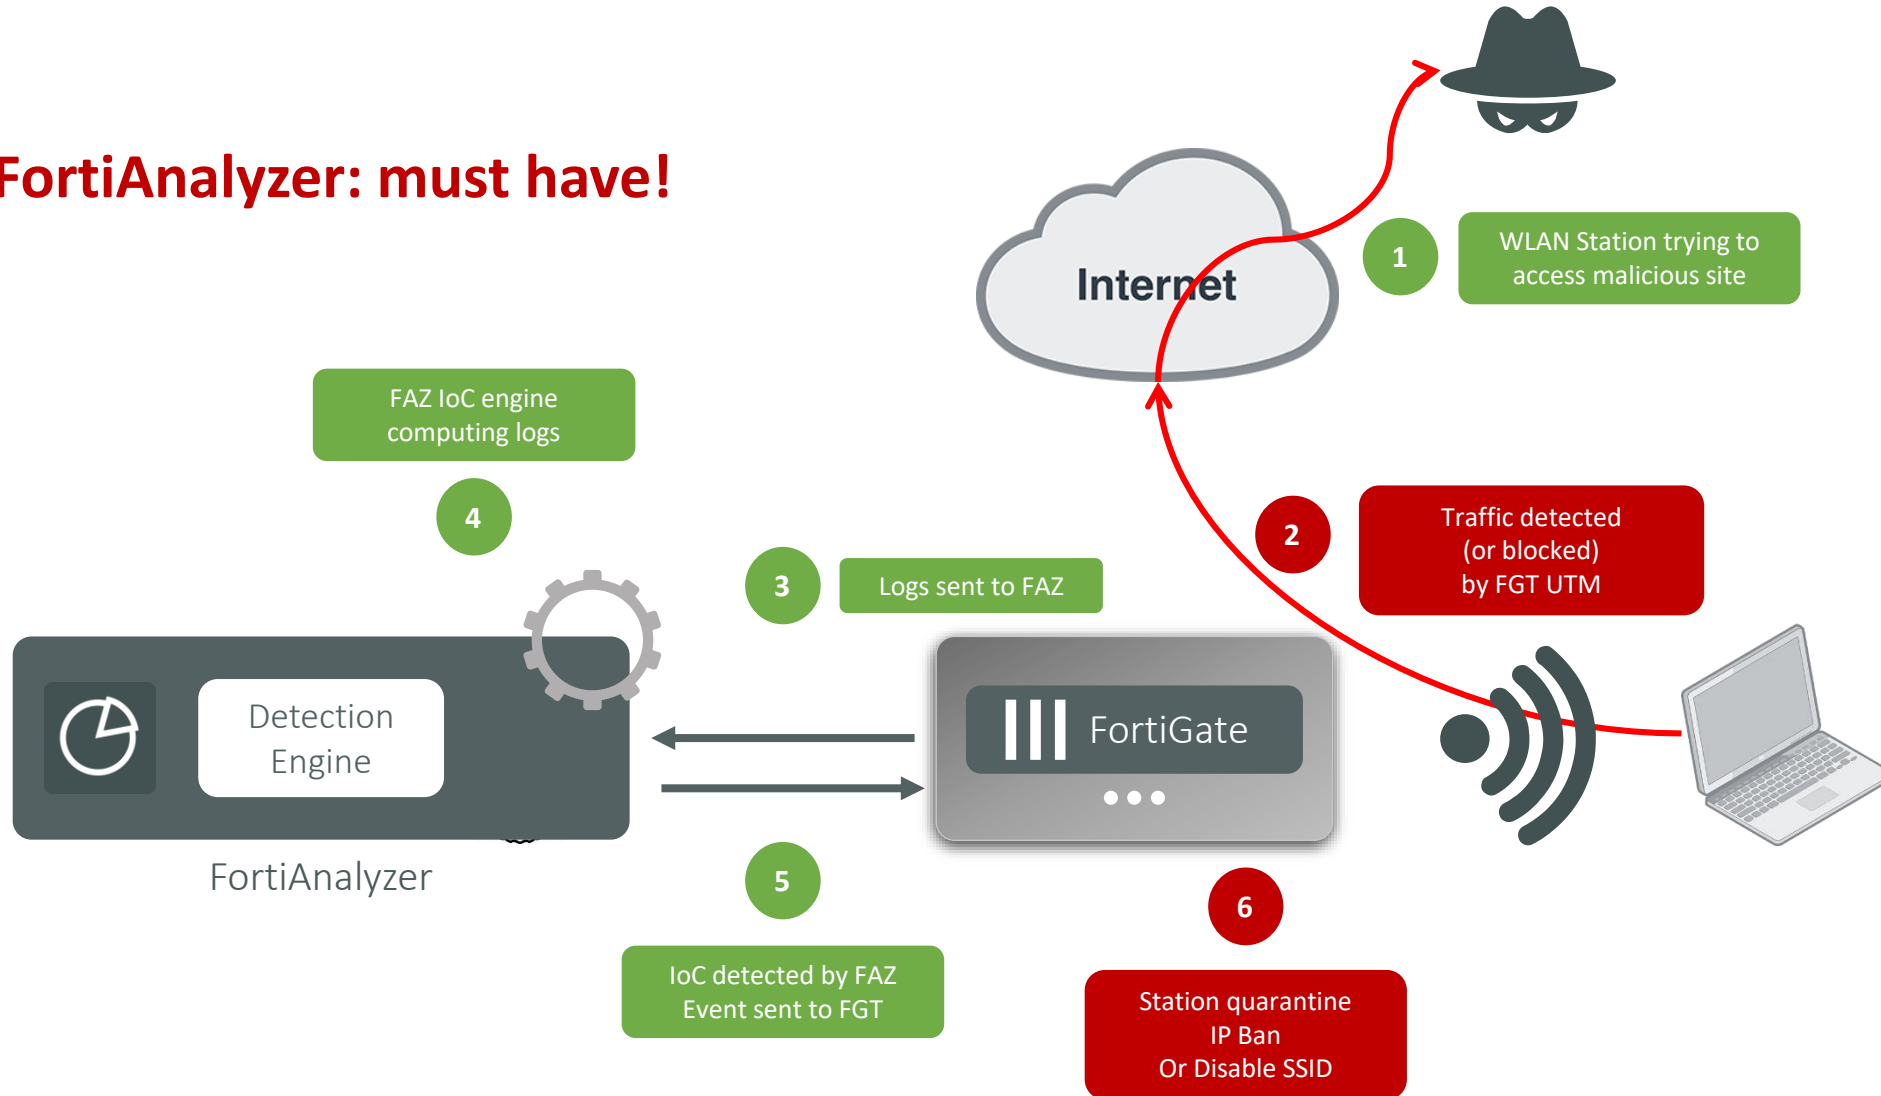 FortiAnalyzer: must have!
Internet
1
WLAN Station trying to
access malicious site
2
Traffic detected
(or blocked)
by FGT UTM
3
Logs sent to FAZ
FAZ IoC engine
computing logs
4
Detection
Engine
FortiAnalyzer
FortiGate
5
IoC detected by FAZ
Event sent to FGT
6
Station quarantine
IP Ban
Or Disable SSID